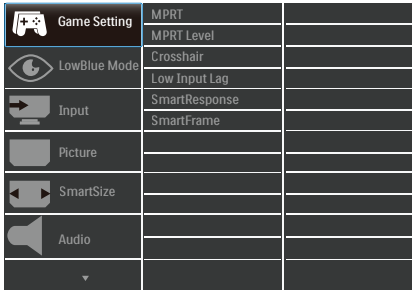 Game Setting
MPRT
MPRT Level
LowBlue Mode
Crosshair
Low Input Lag
Input
SmartResponse
SmartFrame
Picture
SmartSize
Audio